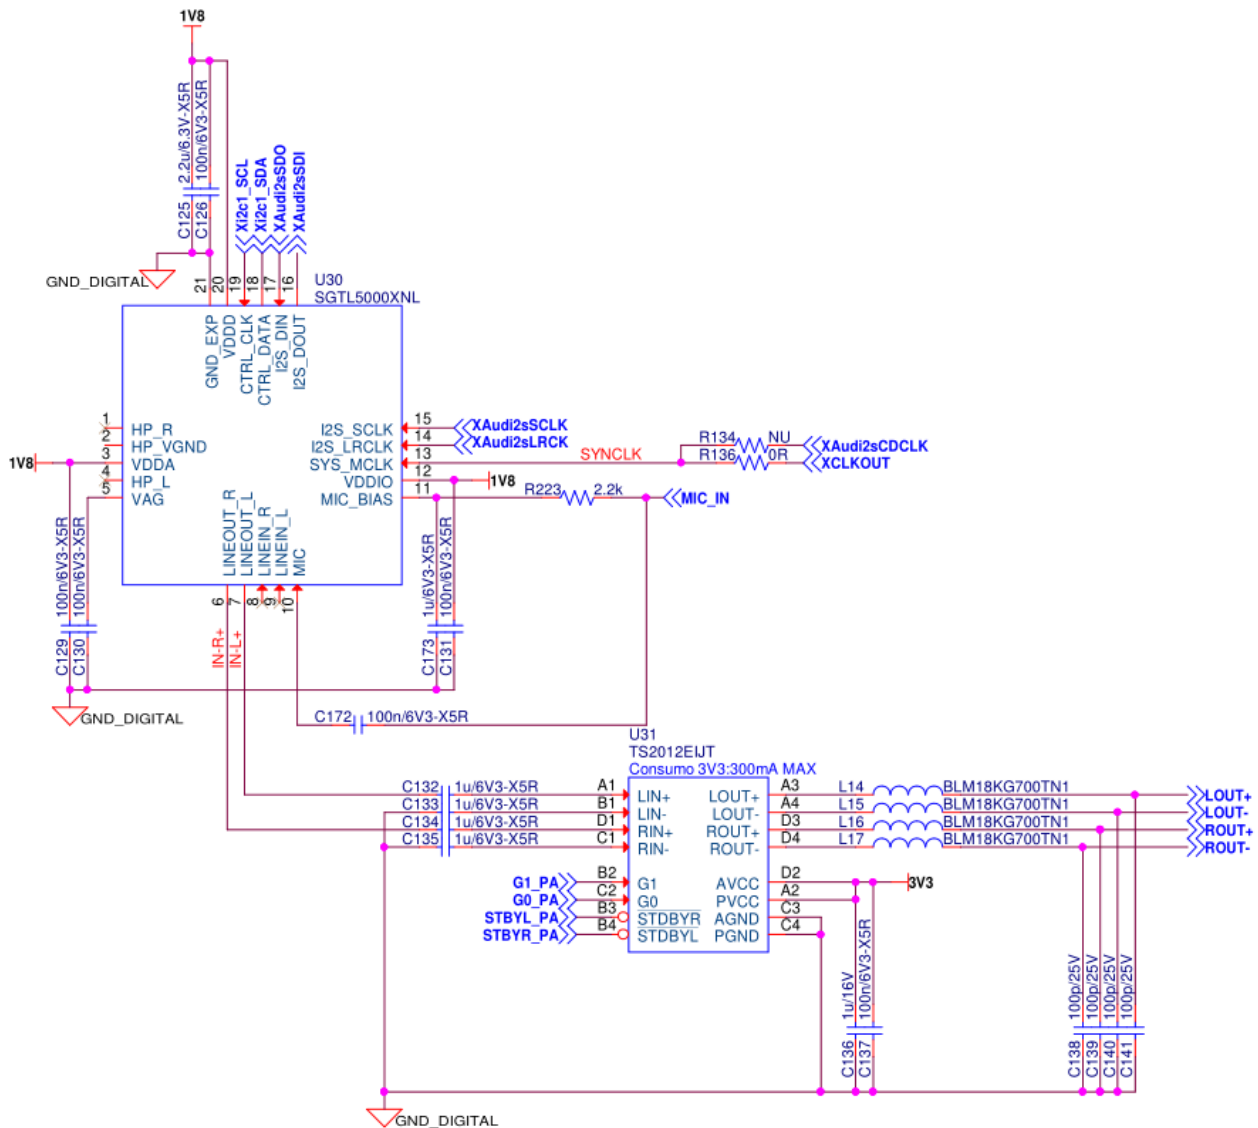 1V8
2.2u/6.3V-X5R
100n/6V3-X5R
C125
C126
GND_DIGITAL
Xi2c1_SCL
Xi2c1_SDA
XAudi2sSDO
XAudi2sSDI
21
20
19
18
17
16
U30
SGTL5000XNL
GND_EXP
VDDD
CTRL_CLK
CTRL_DATA
I2S_DIN
I2S_DOUT
1
HP_R
2
HP_VGND
1V8
3
VDDA
4
HP_L
5
VAG
I2S_SCLK
15
XAudi2sSCLK
I2S_LRCLK
14
XAudi2sLRCK
SYS_MCLK
13
SYNCLK
R134
NU
XAudi2sCDCLK
R136
0R
XCLKOUT
VDDIO
12
1V8
MIC_BIAS
11
R223
2.2k
MIC_IN
LINEOUT_R
LINEOUT_L
LINEIN_R
LINEIN_L
MIC
6
7
8
9
10
IN-R+
IN-L+
100n/6V3-X5R
100n/6V3-X5R
C129
C130
1u/6V3-X5R
100n/6V3-X5R
C173
C131
GND_DIGITAL
C172
100n/6V3-X5R
U31
TS2012EIJT
Consumo 3V3:300mA MAX
C132
1u/6V3-X5R
A1
LIN+
C133
1u/6V3-X5R
B1
LIN-
C134
1u/6V3-X5R
D1
RIN+
C135
1u/6V3-X5R
C1
RIN-
G1_PA
B2
G1
G0_PA
C2
G0
STBYL_PA
B3
STDBYR
STBYR_PA
B4
STDBYL
LOUT+
A3
L14
BLM18KG700TN1
LOUT+
LOUT-
A4
L15
BLM18KG700TN1
LOUT-
ROUT+
D3
L16
BLM18KG700TN1
ROUT+
ROUT-
D4
L17
BLM18KG700TN1
ROUT-
AVCC
D2
3V3
PVCC
A2
AGND
C3
PGND
C4
1u/16V
100n/6V3-X5R
C136
C137
100p/25V
100p/25V
100p/25V
100p/25V
C138
C139
C140
C141
GND_DIGITAL